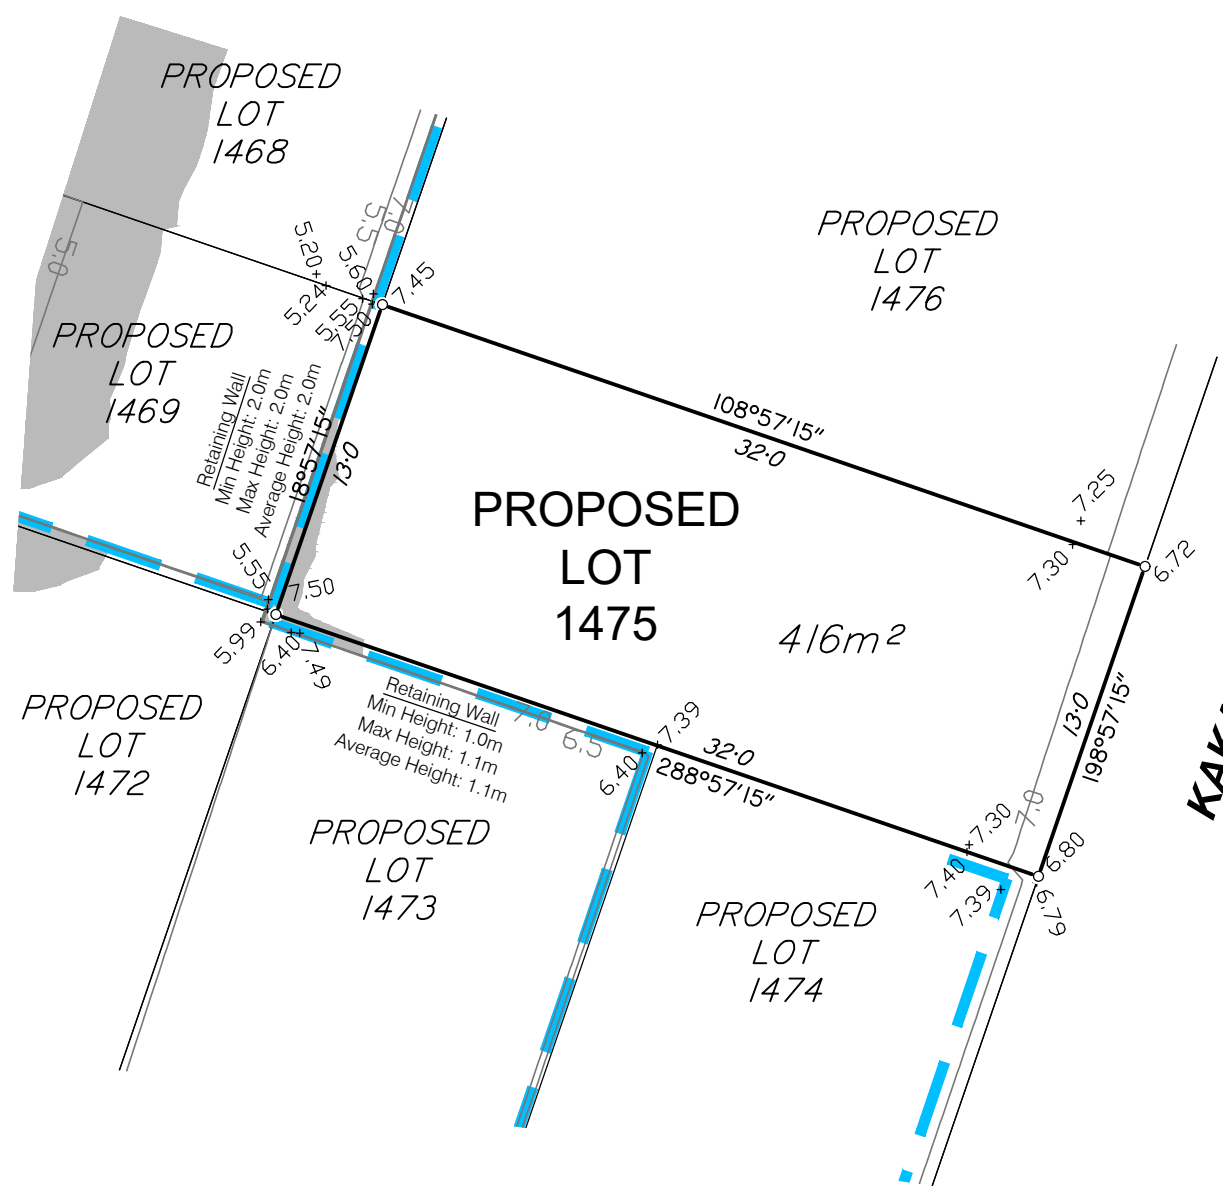 PROPOSED
LOT
1468
5.0
5.5
7.0
5.20
5.24
5.60
5.55
7.50
7.45
PROPOSED
LOT
1476
PROPOSED
LOT
1469
Retaining Wall
Min Height: 2.0m
Max Height: 2.0m
Average Height: 2.0m
18°57'15"
13·0
108°57'15"
32·0
7.25
7.30
6.72
PROPOSED
LOT
1475
416m²
5.55
7.50
5.99
6.40
7.49
PROPOSED
LOT
1472
Retaining Wall
Min Height: 1.0m
Max Height: 1.1m
Average Height: 1.1m
7.0
6.5
7.39
6.40
32·0
288°57'15"
13·0
198°57'15"
7.0
7.30
7.40
6.80
7.39
6.79
PROPOSED
LOT
1473
PROPOSED
LOT
1474